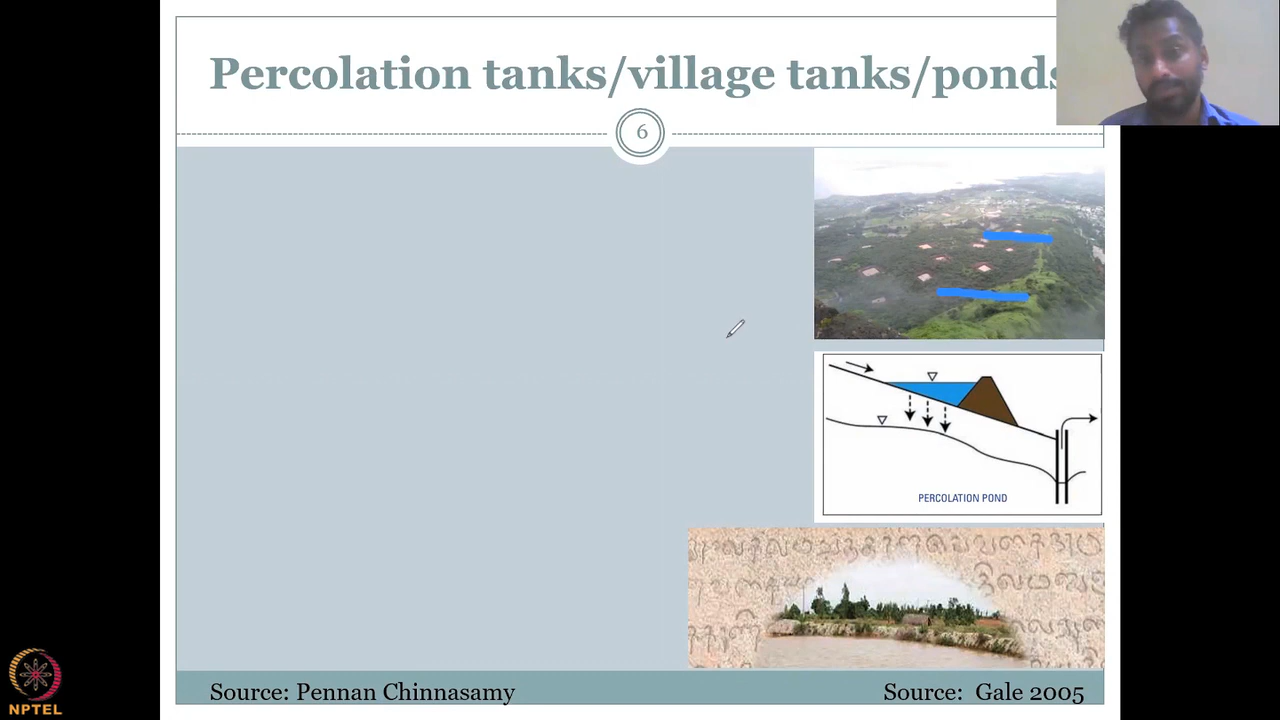 Percolation tanks/village tanks/ponds
6
PERCOLATION POND
Source: Pennan Chinnasamy
Source: Gale 2005
NPTEL